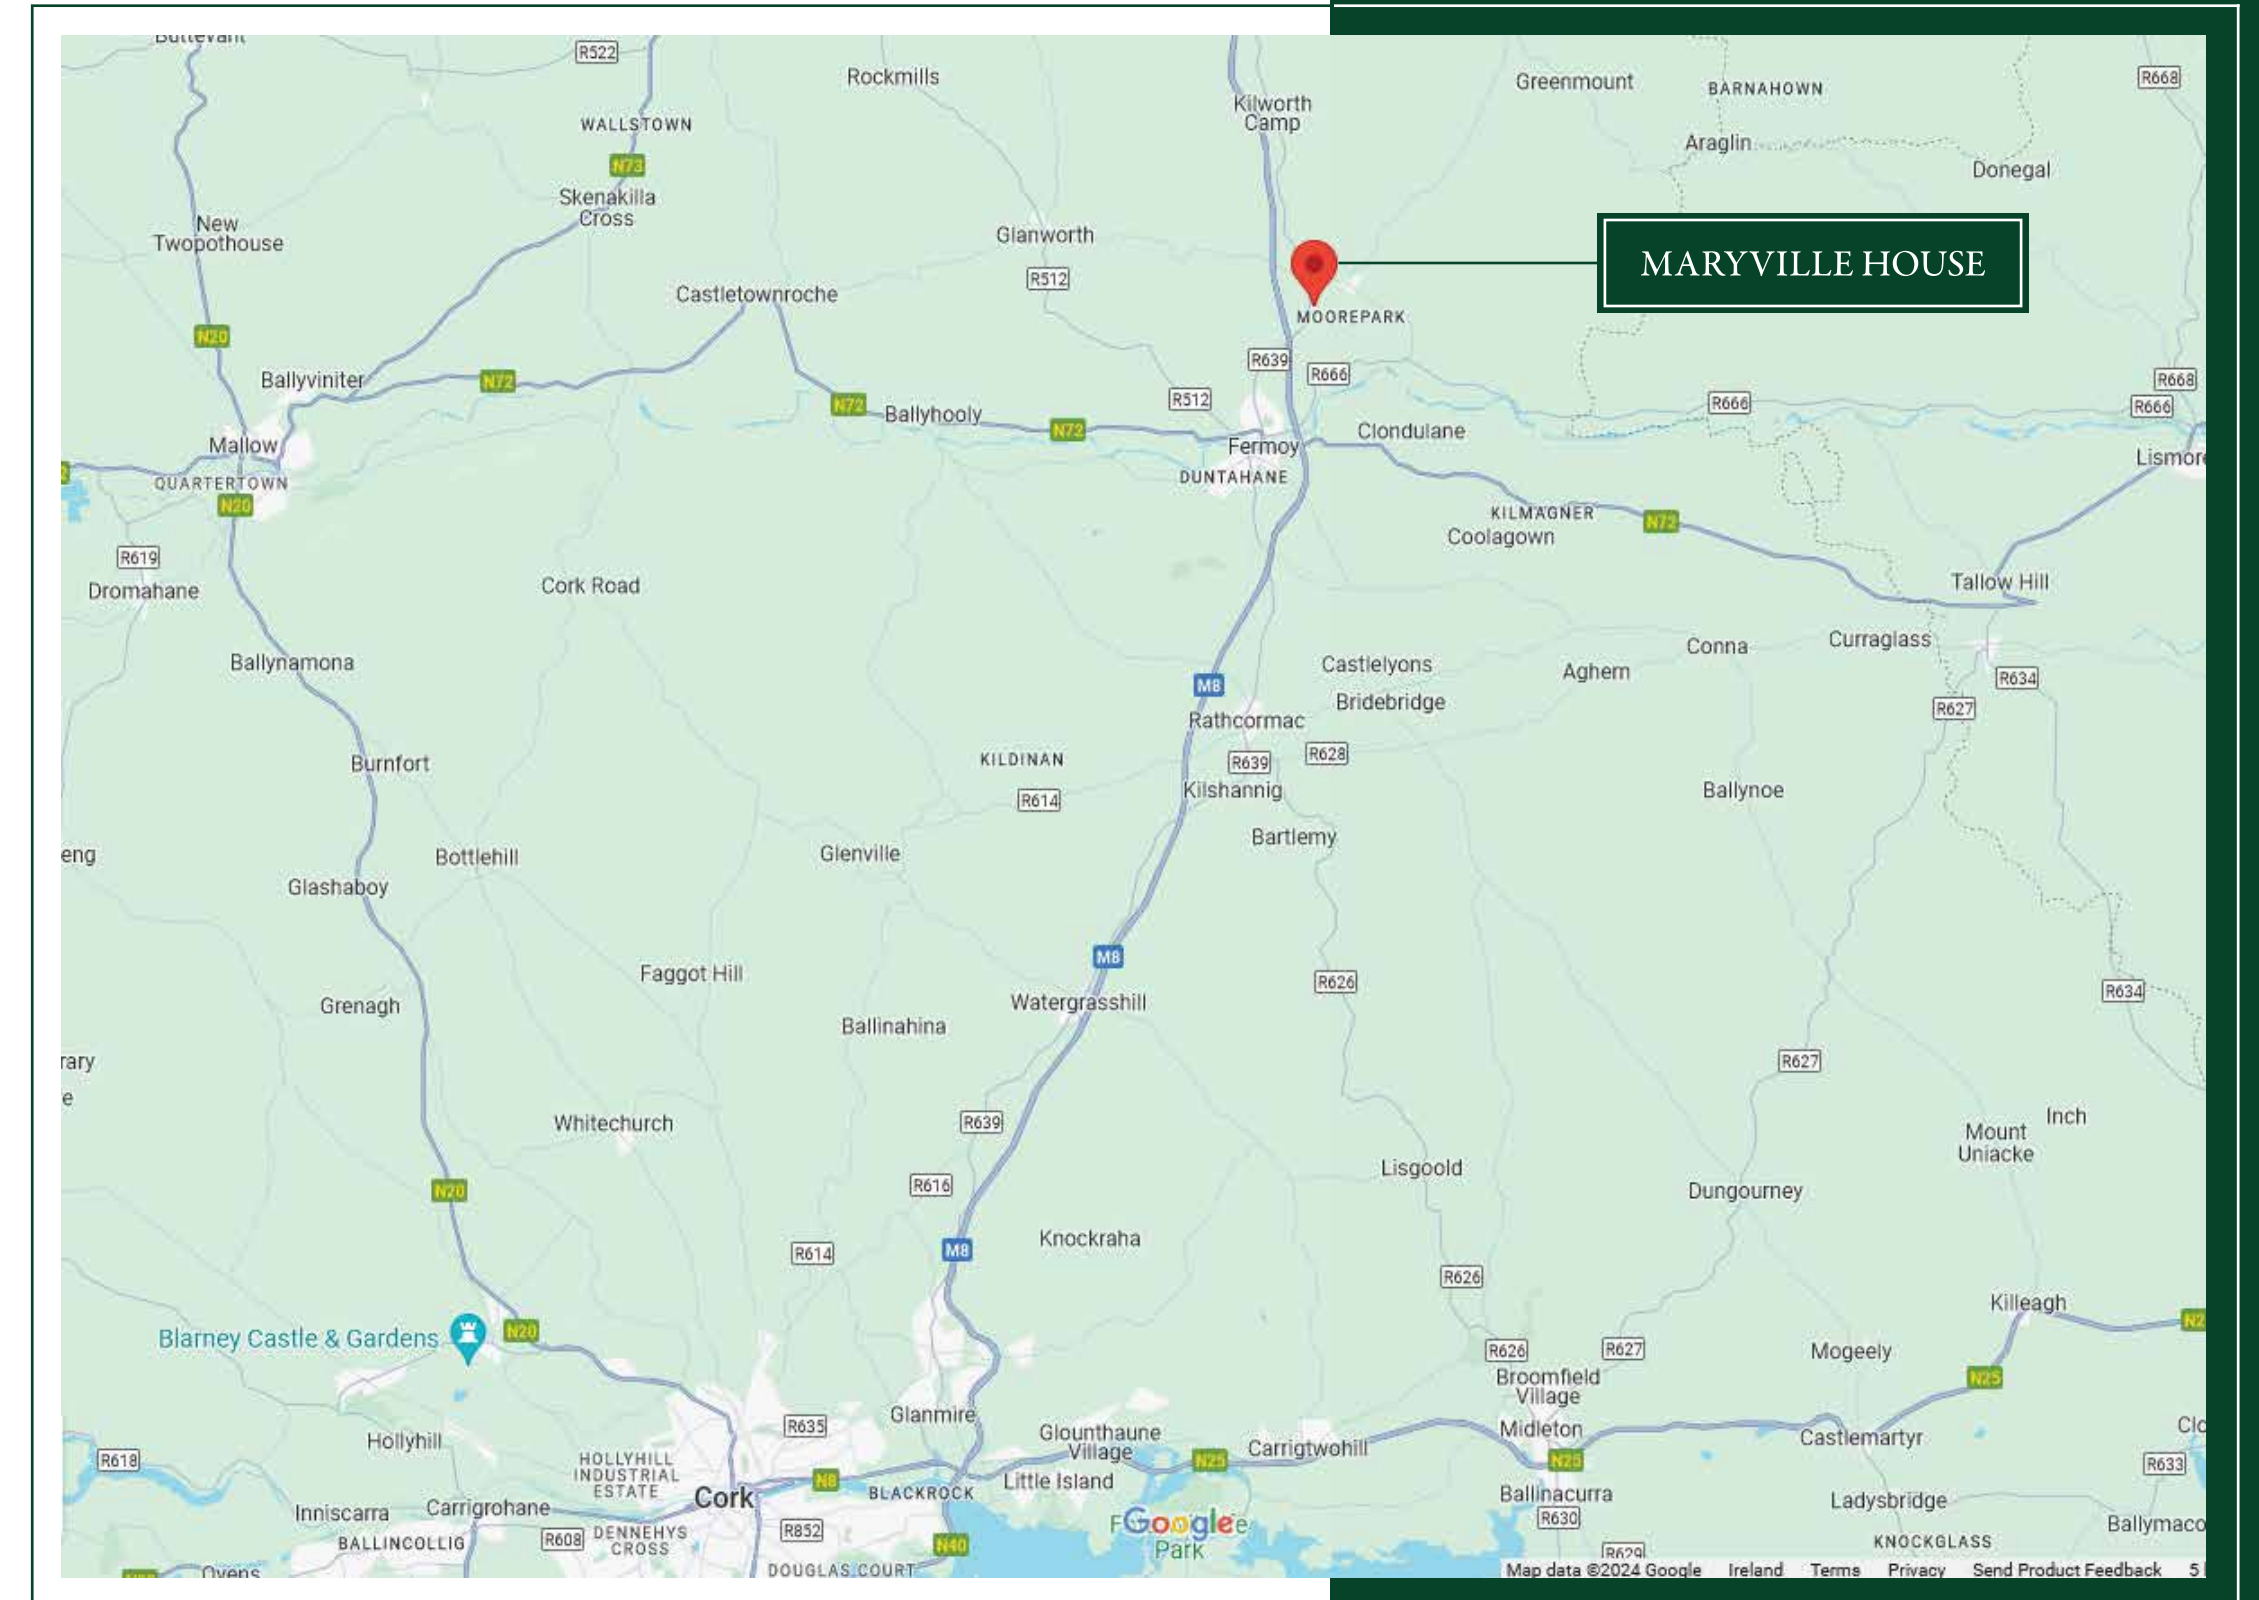 Buttevant
R522
Rockmills
Kilworth
Camp
Greenmount
BARNAHOWN
R668
WALLSTOWN
Araglin
N73
Donegal
Skenakilla
Cross
New
Twopothouse
Glanworth
MARYVILLE HOUSE
R512
Castletownroche
MOOREPARK
N20
R639
R666
Ballyviniter
N72
R668
R512
N72
R666
R666
Ballyhooly
N72
Clondulane
Mallow
Fermoy
Lismore
DUNTAHANE
QUARTERTOWN
N20
KILMAGNER
N72
Coolagown
R619
Dromahane
Cork Road
Tallow Hill
Ballynamona
Castlelyons
Aghern
Conna
Curraglass
R634
M8
Bridebridge
R627
Rathcormac
Burnfort
KILDINAN
R639
R628
R614
Kilshannig
Ballynoe
Bartlemy
eng
Bottlehill
Glenville
Glashaboy
M8
Faggot Hill
R626
R634
Grenagh
Watergrasshill
Ballinahina
rary
e
R627
Whitechurch
R639
Inch
Mount
Uniacke
Lisgoold
N20
R616
Dungourney
R614
M8
Knockraha
R626
Killeagh
N2
Blarney Castle & Gardens
N20
R626
R627
Mogeely
Broomfield
Village
N25
R635
Glanmire
Hollyhill
Glounthaune
Village
Midleton
Castlemartyr
Clo
R618
HOLLYHILL
INDUSTRIAL
ESTATE
N25
Carrigtwohill
N25
R633
N8
Little Island
Cork
BLACKROCK
Ballinacurra
Ladysbridge
Inniscarra
Carrigrohane
R630
Ballymaco
BALLINCOLLIG
R608
DENNEHYS
CROSS
R852
N40
Google
Park
KNOCKGLASS
R629
Ovens
DOUGLAS COURT
Map data ©2024 Google Ireland Terms Privacy Send Product Feedback 5